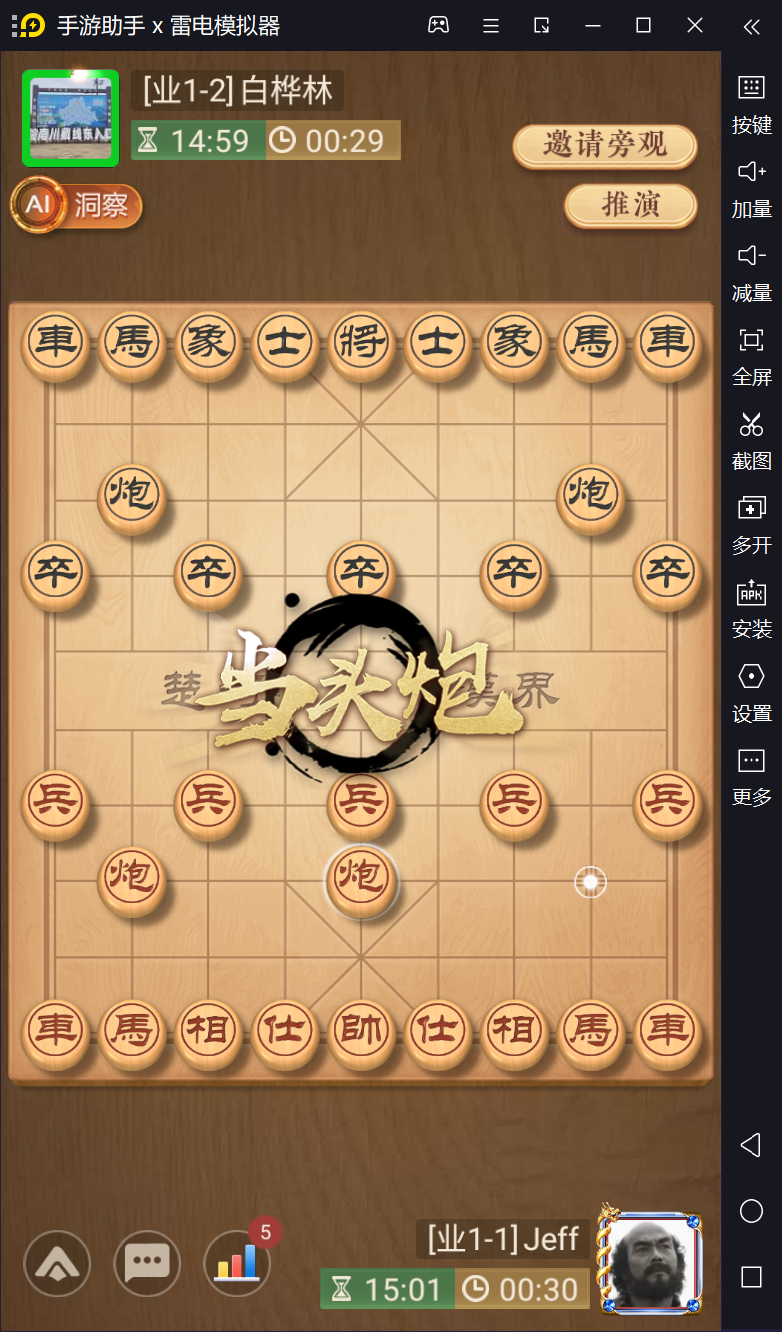 手游助手 x 雷电模拟器
[业1-2] 白桦林
14:59 00:29
邀请旁观
AI 洞察
推演
按键
加量
减量
全屏
截图
多开
APK
安装
设置
更多
車 馬 象 士 將 士 象 馬 車
炮 炮
卒 卒 卒 卒 卒
楚 漢 界
当头炮
兵 兵 兵 兵 兵
炮 炮
車 馬 相 仕 帥 仕 相 馬 車
5
[业1-1] Jeff
15:01 00:30